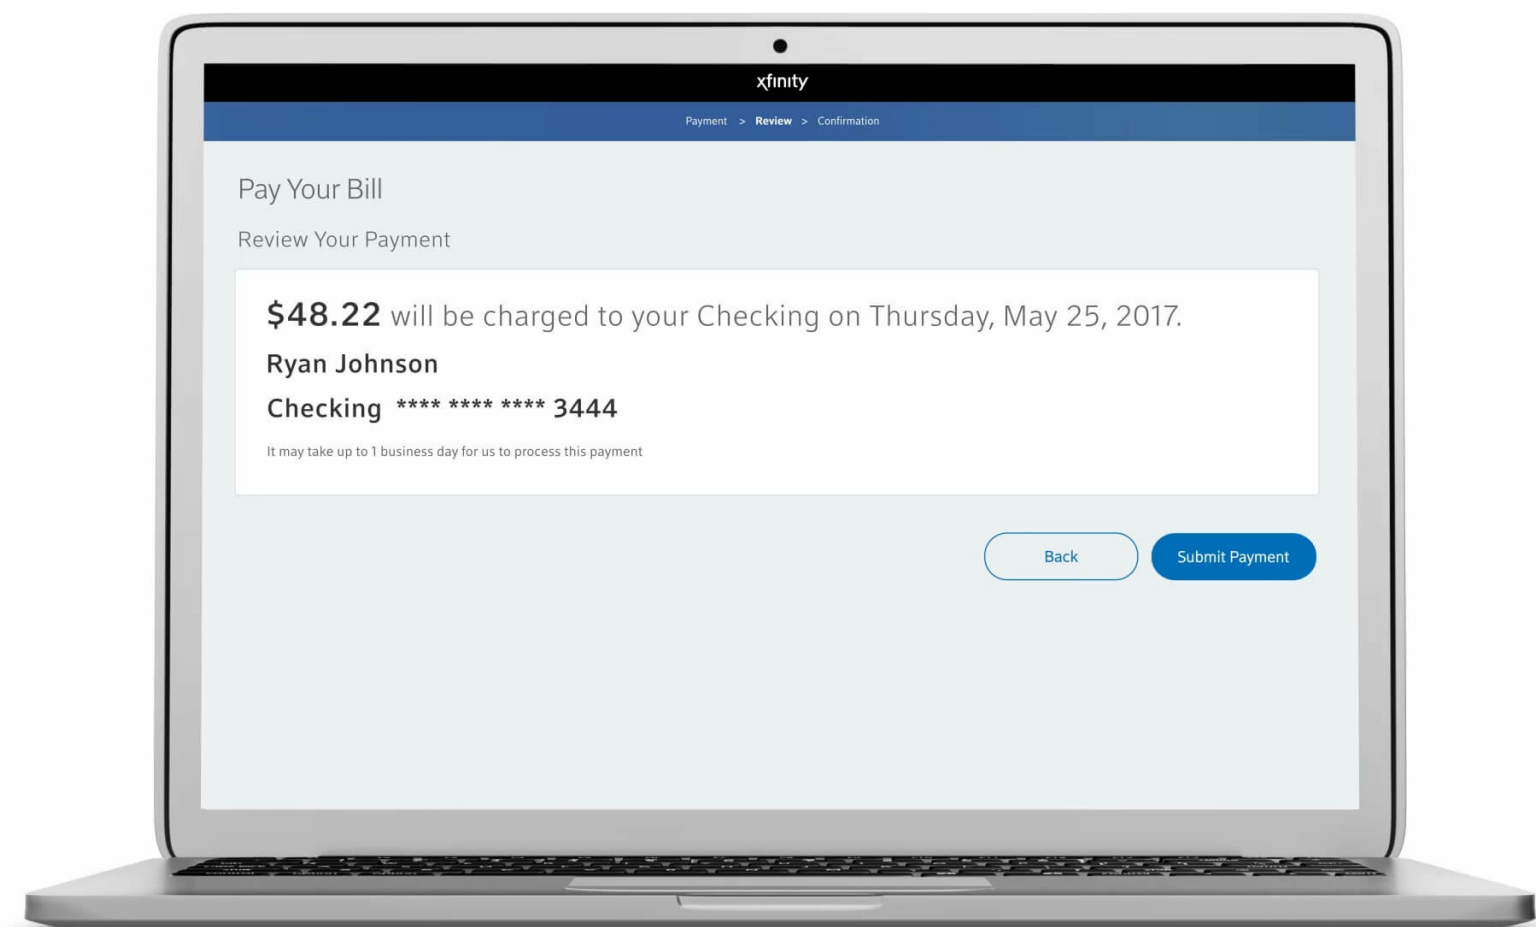 xfinity
Payment > Review > Confirmation
Pay Your Bill
Review Your Payment
$48.22 will be charged to your Checking on Thursday, May 25, 2017.
Ryan Johnson
Checking **** **** **** 3444
It may take up to 1 business day for us to process this payment
Back Submit Payment